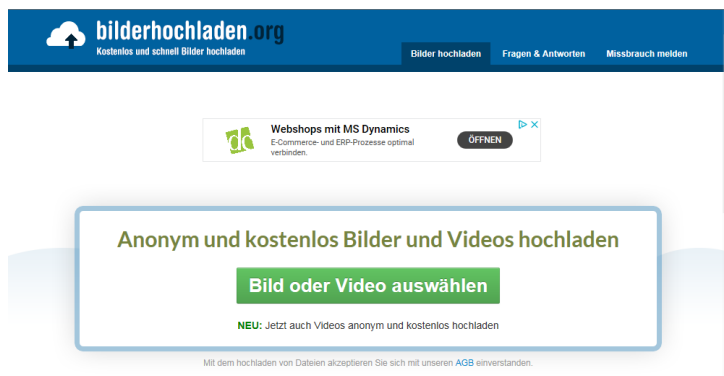 bilderhochladen.org
Kostenlos und schnell Bilder hochladen
Bilder hochladen Fragen & Antworten Missbrauch melden
dc
Webshops mit MS Dynamics
E-Commerce- und ERP-Prozesse optimal
verbinden.
ÖFFNEN
Anonym und kostenlos Bilder und Videos hochladen
Bild oder Video auswählen
NEU: Jetzt auch Videos anonym und kostenlos hochladen
Mit dem hochladen von Dateien akzeptieren Sie sich mit unseren AGB einverstanden.